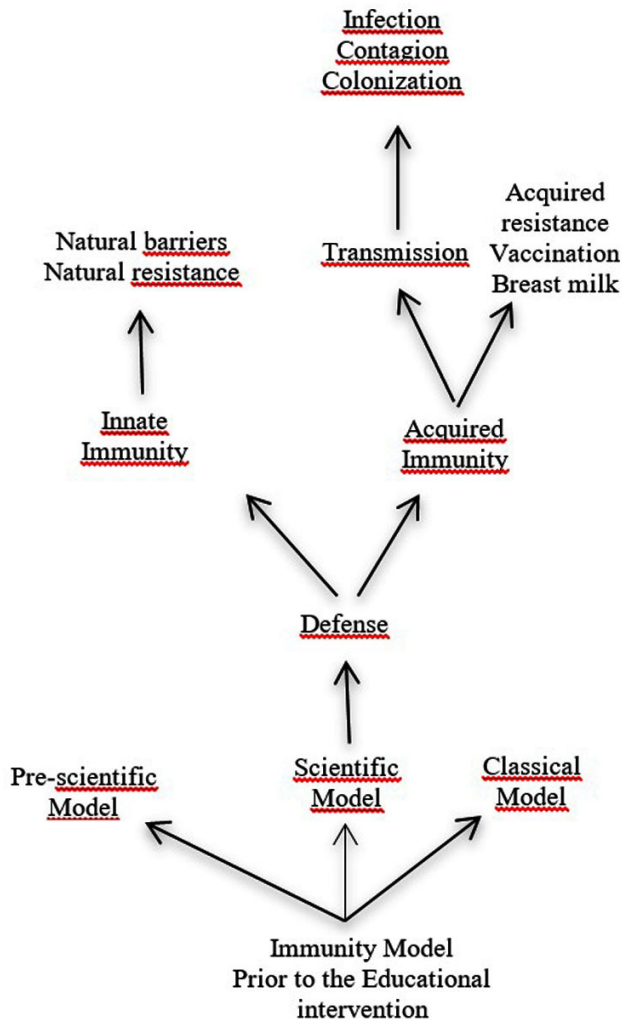 Infection
Contagion
Colonization
Acquired
resistance
Vaccination
Breast milk
Natural barriers
Natural resistance
Transmission
Innate
Immunity
Acquired
Immunity
Defense
Pre-scientific
Model
Scientific
Model
Classical
Model
Immunity Model
Prior to the Educational
intervention